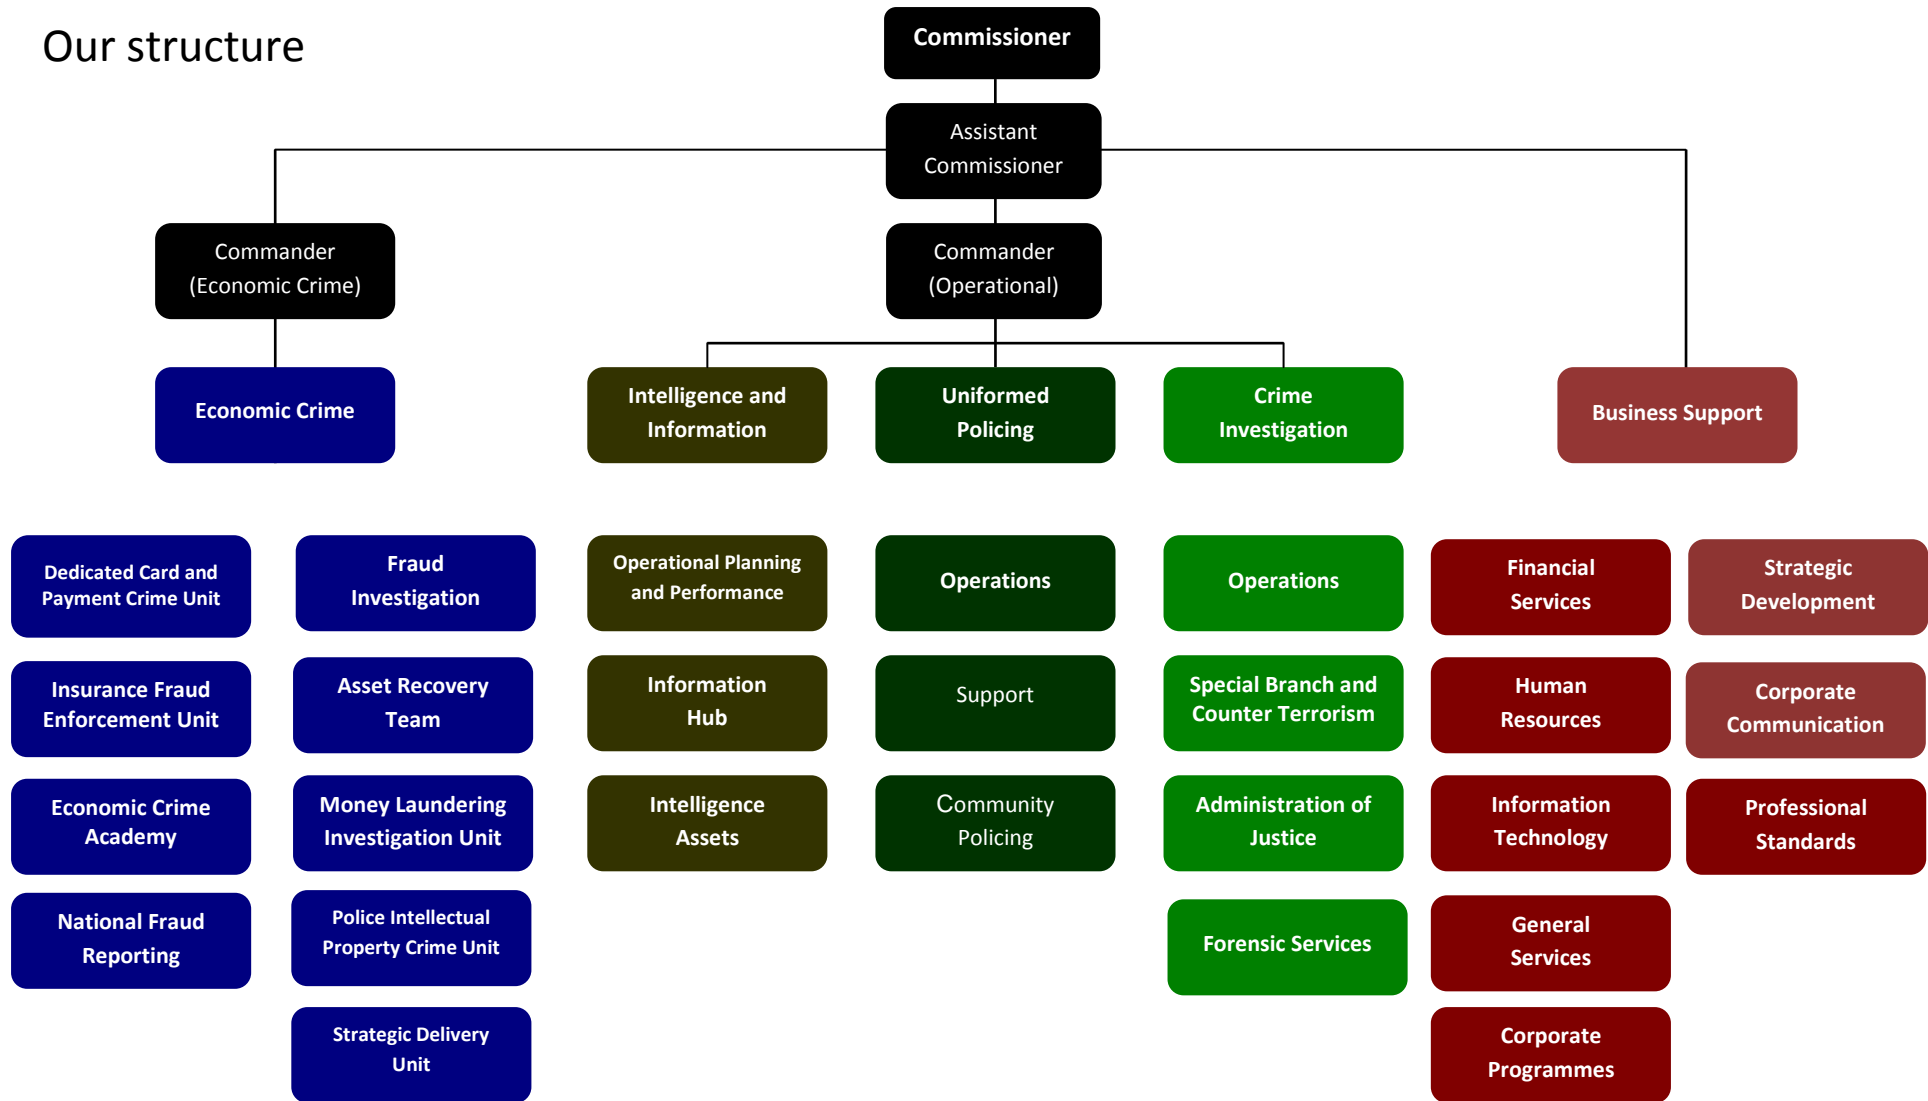 Our structure
Commissioner
Assistant
Commissioner
Commander
(Economic Crime)
Commander
(Operational)
Economic Crime
Intelligence and
Information
Uniformed
Policing
Crime
Investigation
Business Support
Dedicated Card and
Payment Crime Unit
Fraud
Investigation
Operational Planning
and Performance
Operations
Operations
Financial
Services
Strategic
Development
Insurance Fraud
Enforcement Unit
Asset Recovery
Team
Information
Hub
Support
Special Branch and
Counter Terrorism
Human
Resources
Corporate
Communication
Economic Crime
Academy
Money Laundering
Investigation Unit
Intelligence
Assets
Community
Policing
Administration of
Justice
Information
Technology
Professional
Standards
National Fraud
Reporting
Police Intellectual
Property Crime Unit
Forensic Services
General
Services
Strategic Delivery
Unit
Corporate
Programmes